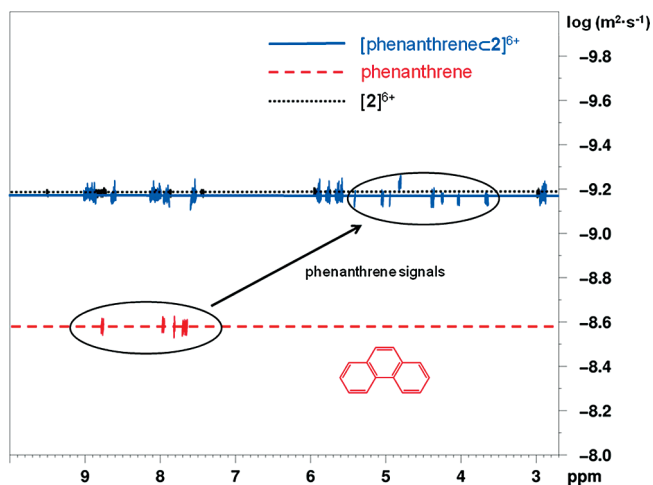 log (m²·s⁻¹)
[phenanthrene⊂2]⁶⁺
phenanthrene
[2]⁶⁺
−9.8
−9.6
−9.4
−9.2
−9.0
−8.8
−8.6
−8.4
−8.2
−8.0
phenanthrene signals
9 8 7 6 5 4 3 ppm